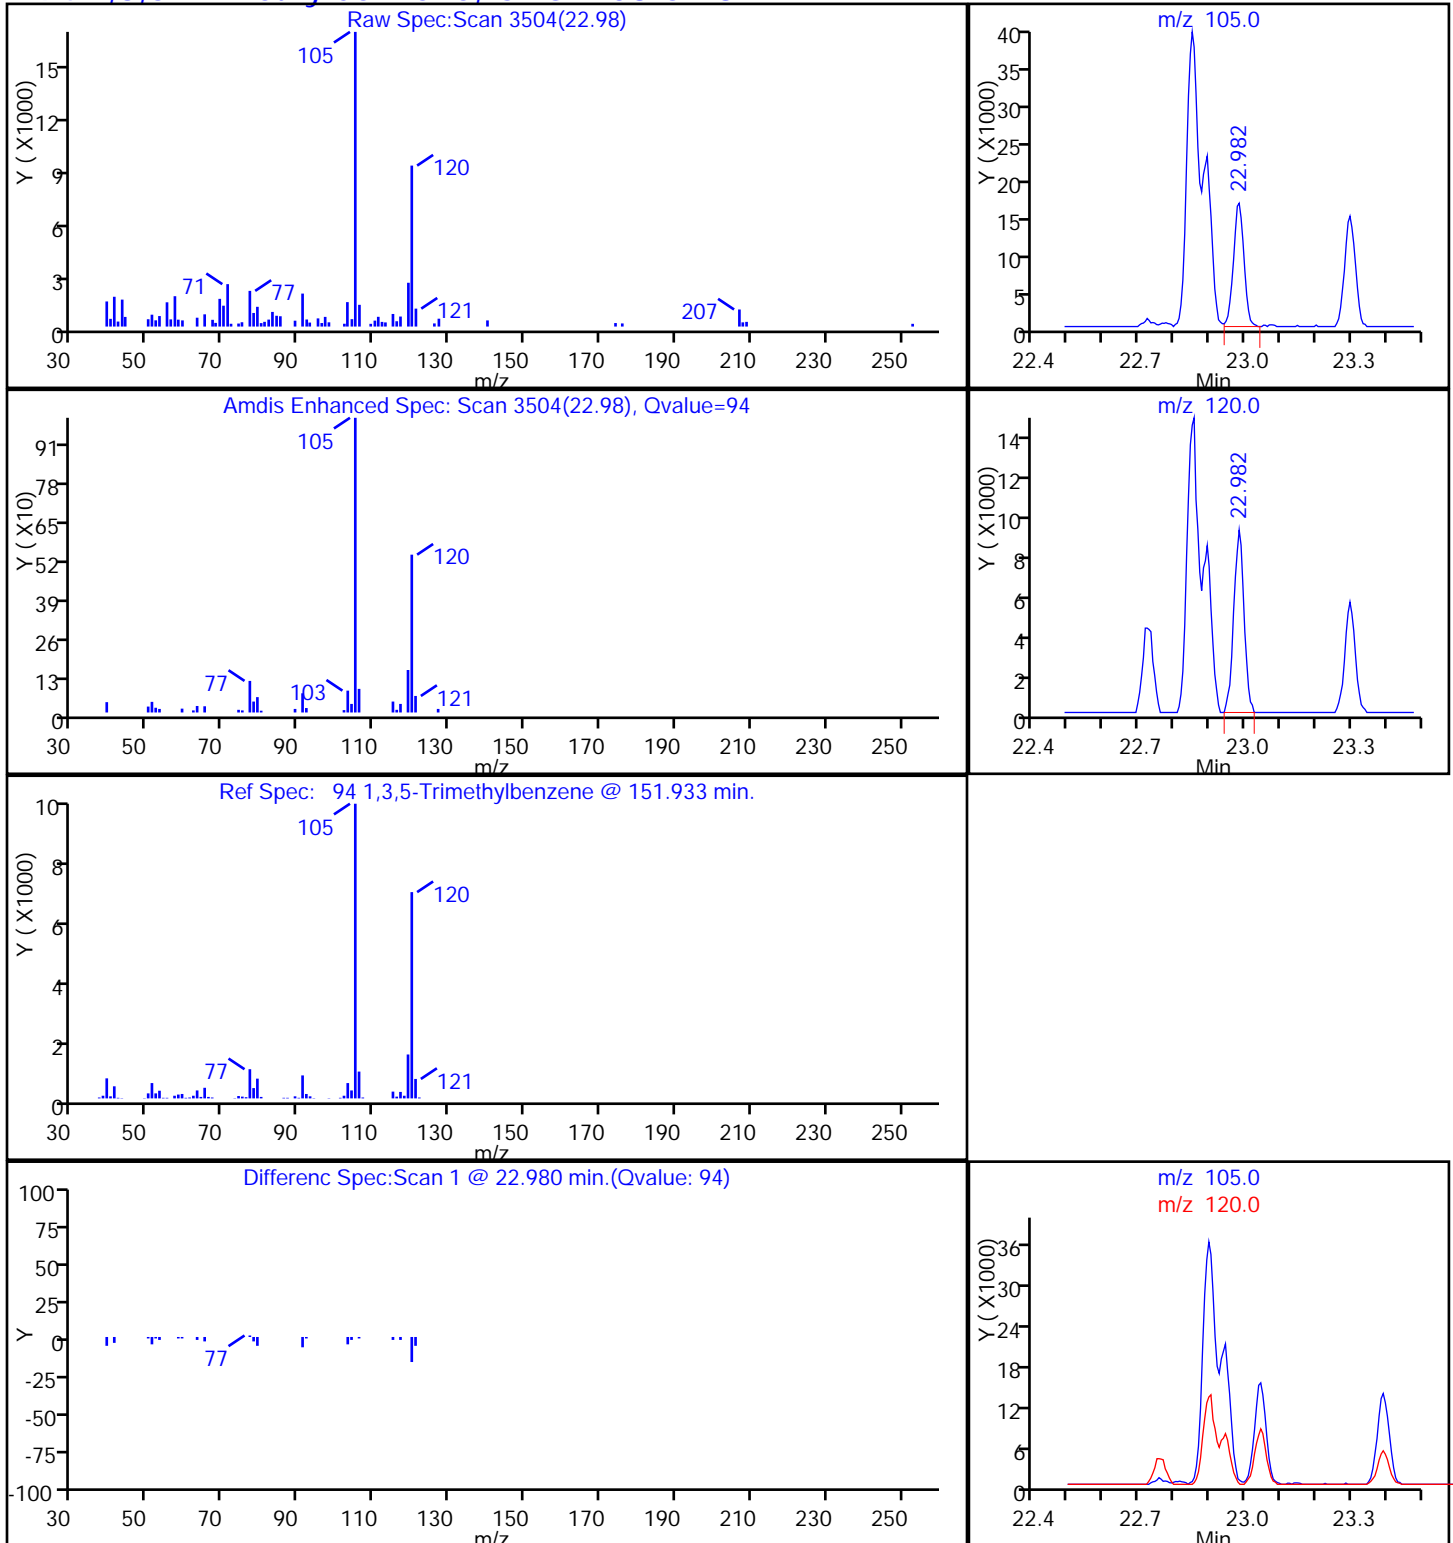 Raw Spec:Scan 3504(22.98)
Y ( X1000)
15
12
9
6
3
0
105
120
71
77
121
207
30 50 70 90 110 130 150 170 190 210 230 250
m/z
m/z 105.0
Y ( X1000)
40
35
30
25
20
15
10
5
0
22.982
22.4 22.7 23.0 23.3
Min
Amdis Enhanced Spec: Scan 3504(22.98), Qvalue=94
Y ( X10)
91
78
65
52
39
26
13
0
105
120
77
103
121
30 50 70 90 110 130 150 170 190 210 230 250
m/z
m/z 120.0
Y ( X1000)
14
12
10
8
6
4
2
0
22.982
22.4 22.7 23.0 23.3
Min
Ref Spec: 94 1,3,5-Trimethylbenzene @ 151.933 min.
Y ( X1000)
10
8
6
4
2
0
105
120
77
121
30 50 70 90 110 130 150 170 190 210 230 250
m/z
Differenc Spec:Scan 1 @ 22.980 min.(Qvalue: 94)
Y
100
75
50
25
0
-25
-50
-75
-100
77
30 50 70 90 110 130 150 170 190 210 230 250
m/z
m/z 105.0
m/z 120.0
Y ( X1000)
36
30
24
18
12
6
0
22.4 22.7 23.0 23.3
Min